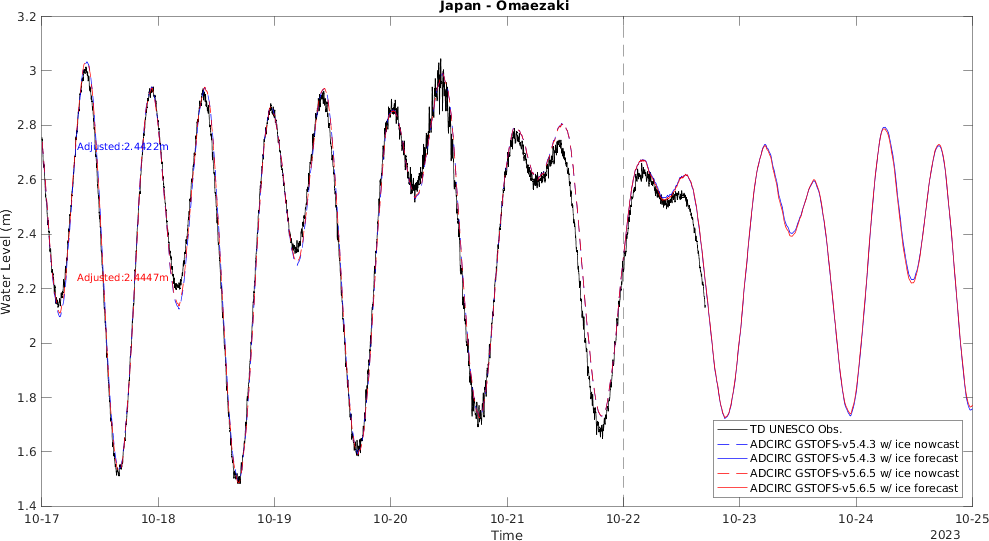 Japan - Omaezaki
3.2
3
2.8
2.6
2.4
2.2
2
1.8
1.6
1.4
Water Level (m)
Adjusted:2.4422m
Adjusted:2.4447m
TD UNESCO Obs.
ADCIRC GSTOFS-v5.4.3 w/ ice nowcast
ADCIRC GSTOFS-v5.4.3 w/ ice forecast
ADCIRC GSTOFS-v5.6.5 w/ ice nowcast
ADCIRC GSTOFS-v5.6.5 w/ ice forecast
10-17 10-18 10-19 10-20 10-21 10-22 10-23 10-24 10-25
Time
2023